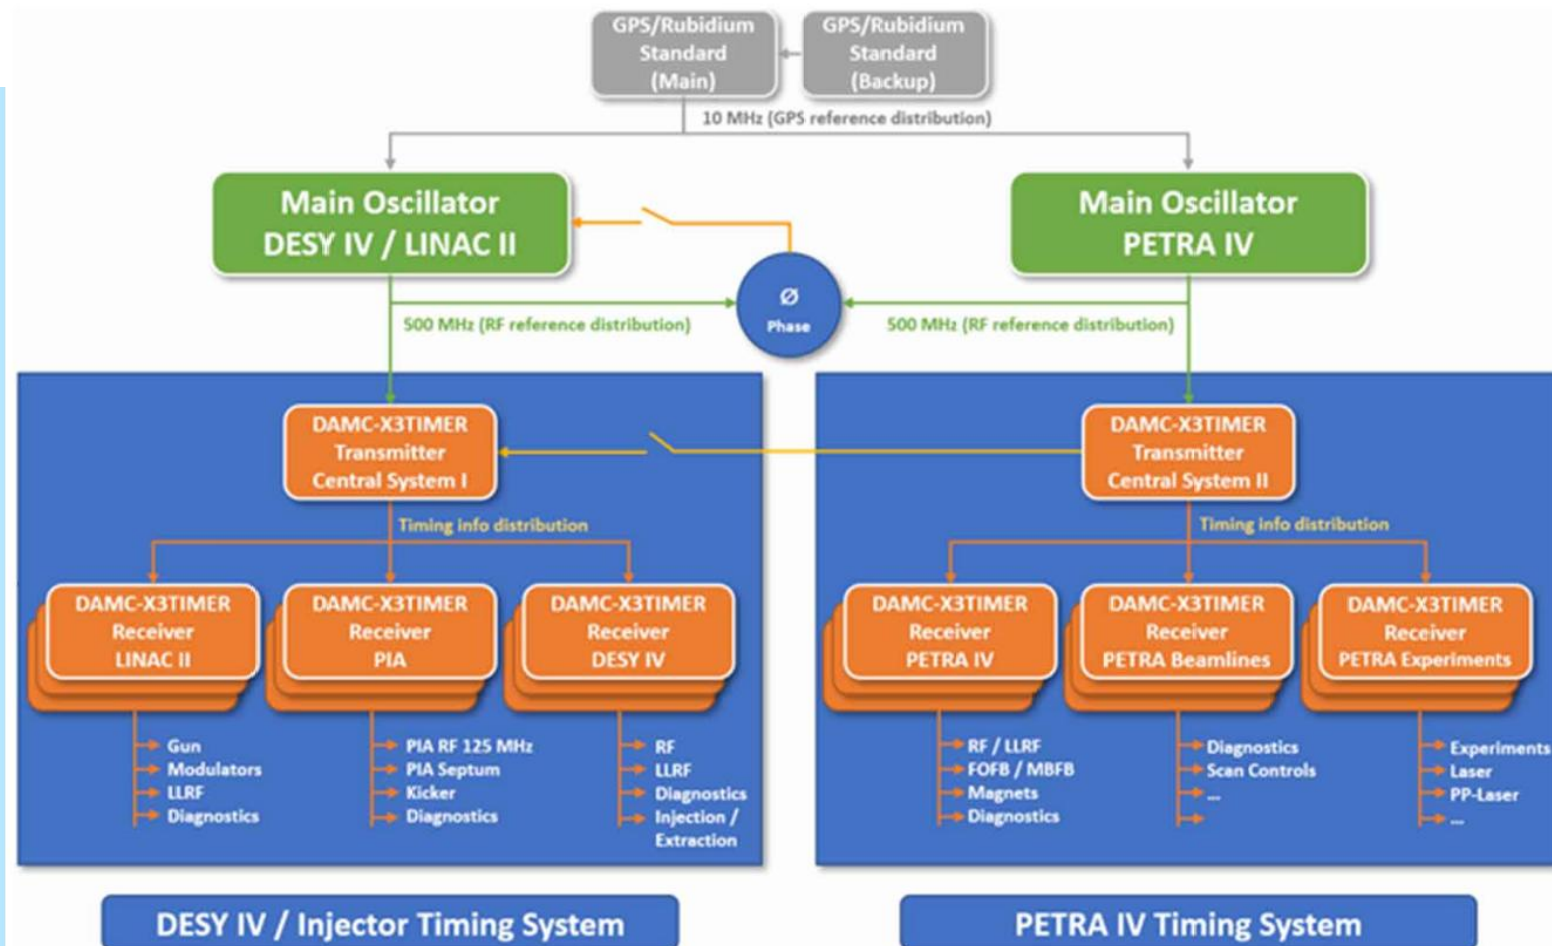 GPS/Rubidium
Standard
(Main)
GPS/Rubidium
Standard
(Backup)
10 MHz (GPS reference distribution)
Main Oscillator
DESY IV / LINAC II
Main Oscillator
PETRA IV
Ø
Phase
500 MHz (RF reference distribution)
500 MHz (RF reference distribution)
DAMC-X3TIMER
Transmitter
Central System I
DAMC-X3TIMER
Transmitter
Central System II
Timing info distribution
Timing info distribution
DAMC-X3TIMER
Receiver
LINAC II
DAMC-X3TIMER
Receiver
PIA
DAMC-X3TIMER
Receiver
DESY IV
DAMC-X3TIMER
Receiver
PETRA IV
DAMC-X3TIMER
Receiver
PETRA Beamlines
DAMC-X3TIMER
Receiver
PETRA Experiments
Gun
Modulators
LLRF
Diagnostics
PIA RF 125 MHz
PIA Septum
Kicker
Diagnostics
RF
LLRF
Diagnostics
Injection /
Extraction
RF / LLRF
FOFB / MBFB
Magnets
Diagnostics
Diagnostics
Scan Controls
...
Experiments
Laser
PP-Laser
...
DESY IV / Injector Timing System
PETRA IV Timing System